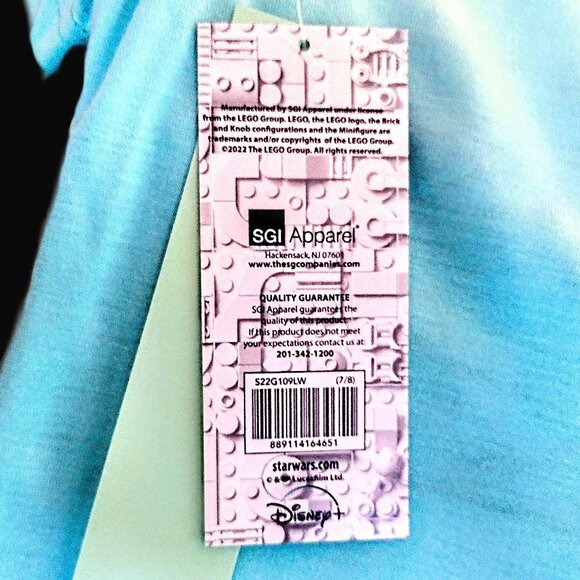 Manufactured by SGI Apparel under license
from the LEGO Group. LEGO, the LEGO logo, the Brick
and Knob configurations and the Minifigure are
trademarks and/or copyrights of the LEGO Group.
©2022 The LEGO Group. All rights reserved.
SGI Apparel®
Hackensack, NJ 07601
www.thesgcompanies.com
QUALITY GUARANTEE
SGI Apparel guarantees the
quality of this product.
If this product does not meet
your expectations contact us at:
201-342-1200
S22G109LW (7/8)
889114164651
starwars.com
© & ™ Lucasfilm Ltd.
Disney+